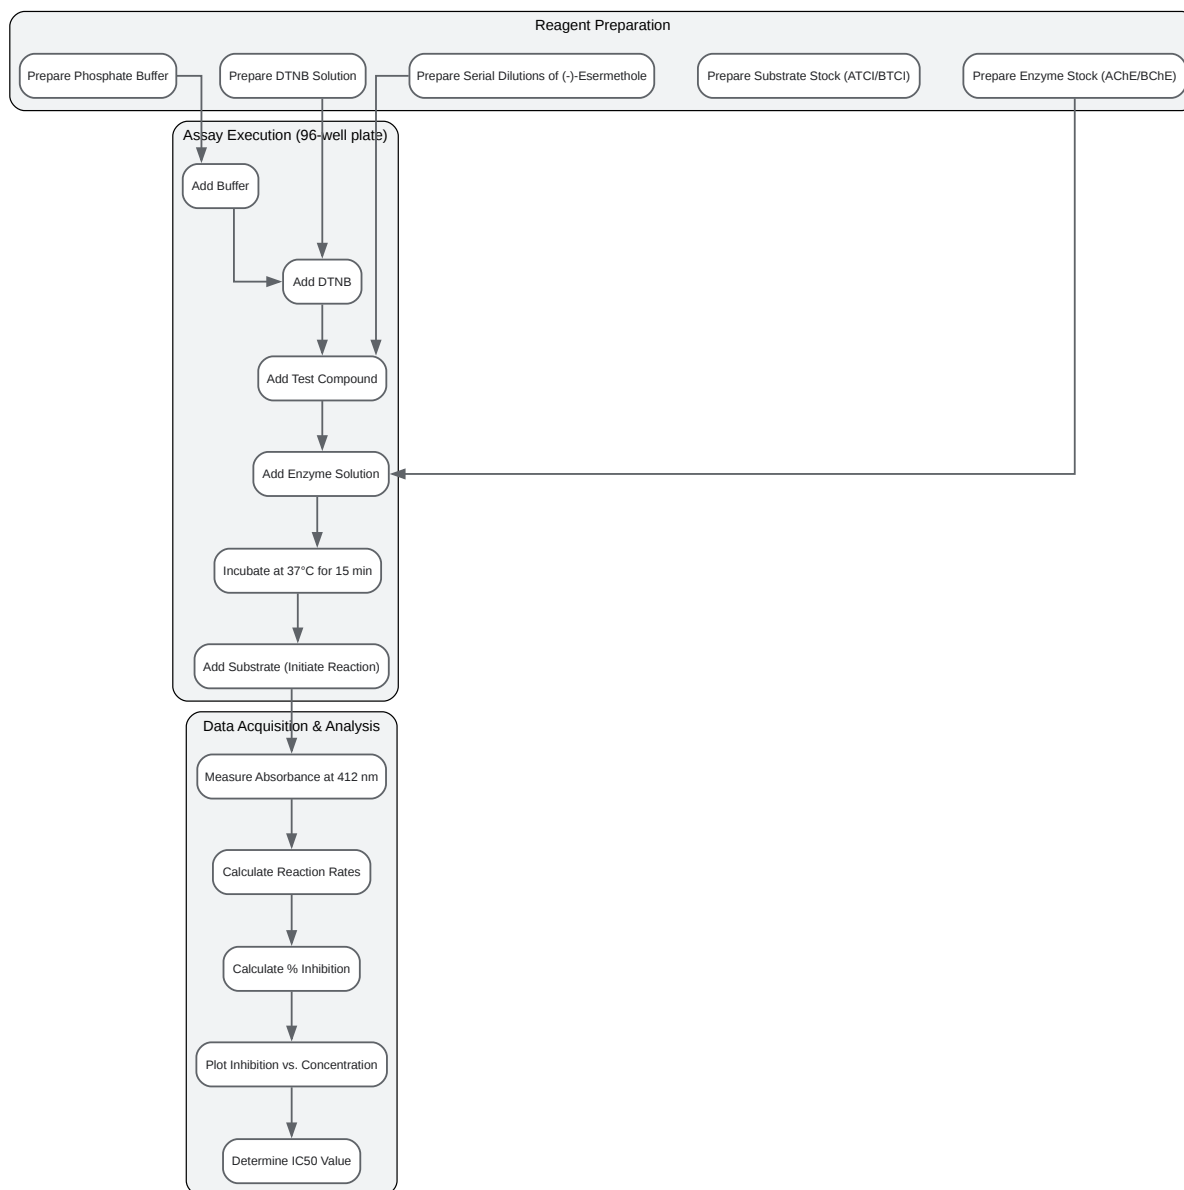 Reagent Preparation
Prepare Phosphate Buffer
Prepare DTNB Solution
Prepare Serial Dilutions of (-)-Esermethole
Prepare Substrate Stock (ATCI/BTCI)
Prepare Enzyme Stock (AChE/BChE)
Assay Execution (96-well plate)
Add Buffer
Add DTNB
Add Test Compound
Add Enzyme Solution
Incubate at 37°C for 15 min
Add Substrate (Initiate Reaction)
Data Acquisition & Analysis
Measure Absorbance at 412 nm
Calculate Reaction Rates
Calculate % Inhibition
Plot Inhibition vs. Concentration
Determine IC50 Value